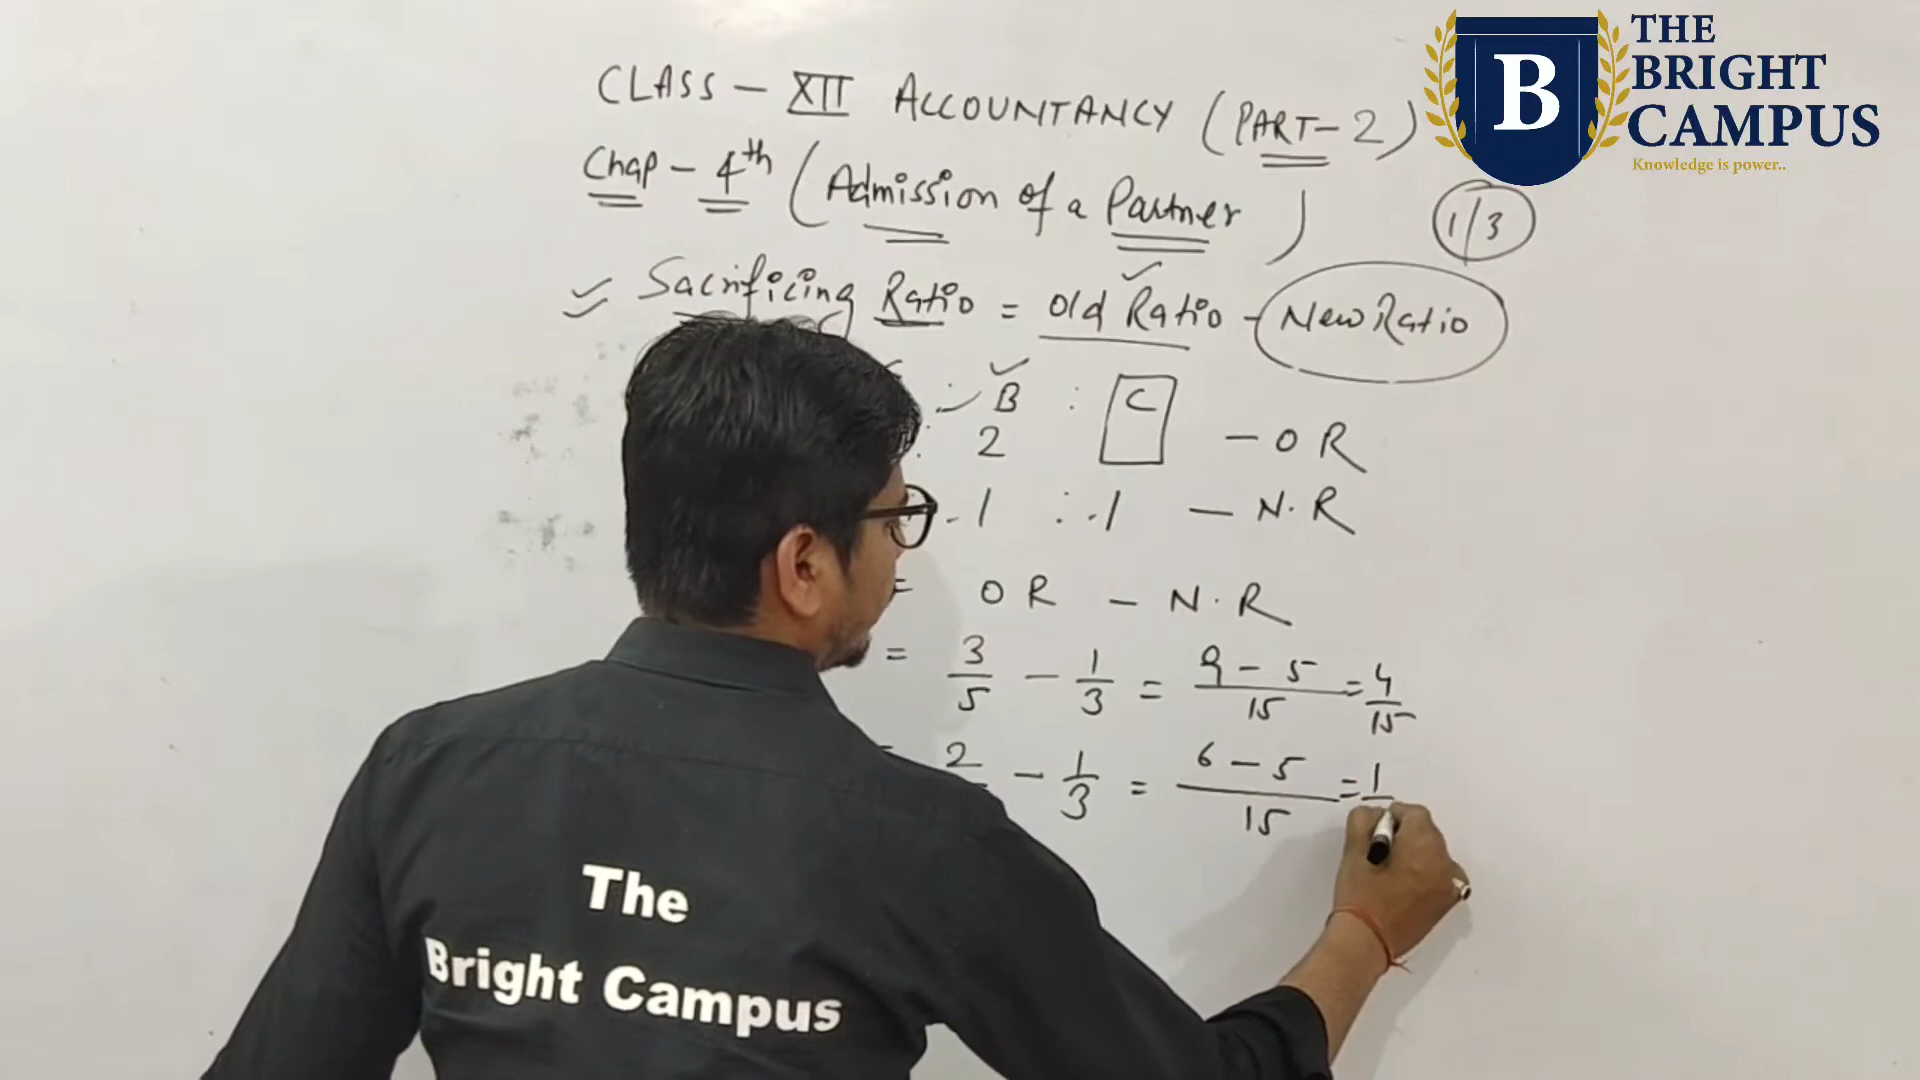 THE
BRIGHT
CAMPUS
Knowledge is power..
B
CLASS - XII ACCOUNTANCY (PART-2)
Chap - 4th (Admission of a Partner)
1/3
Sacrificing Ratio = Old Ratio - New Ratio
: B : C
: 2 - OR
1 : 1 - N.R
= OR - N.R
= 3/5 - 1/3 = 9-5/15 = 4/15
= 2 - 1/3 = 6-5/15 = 1
The
Bright Campus